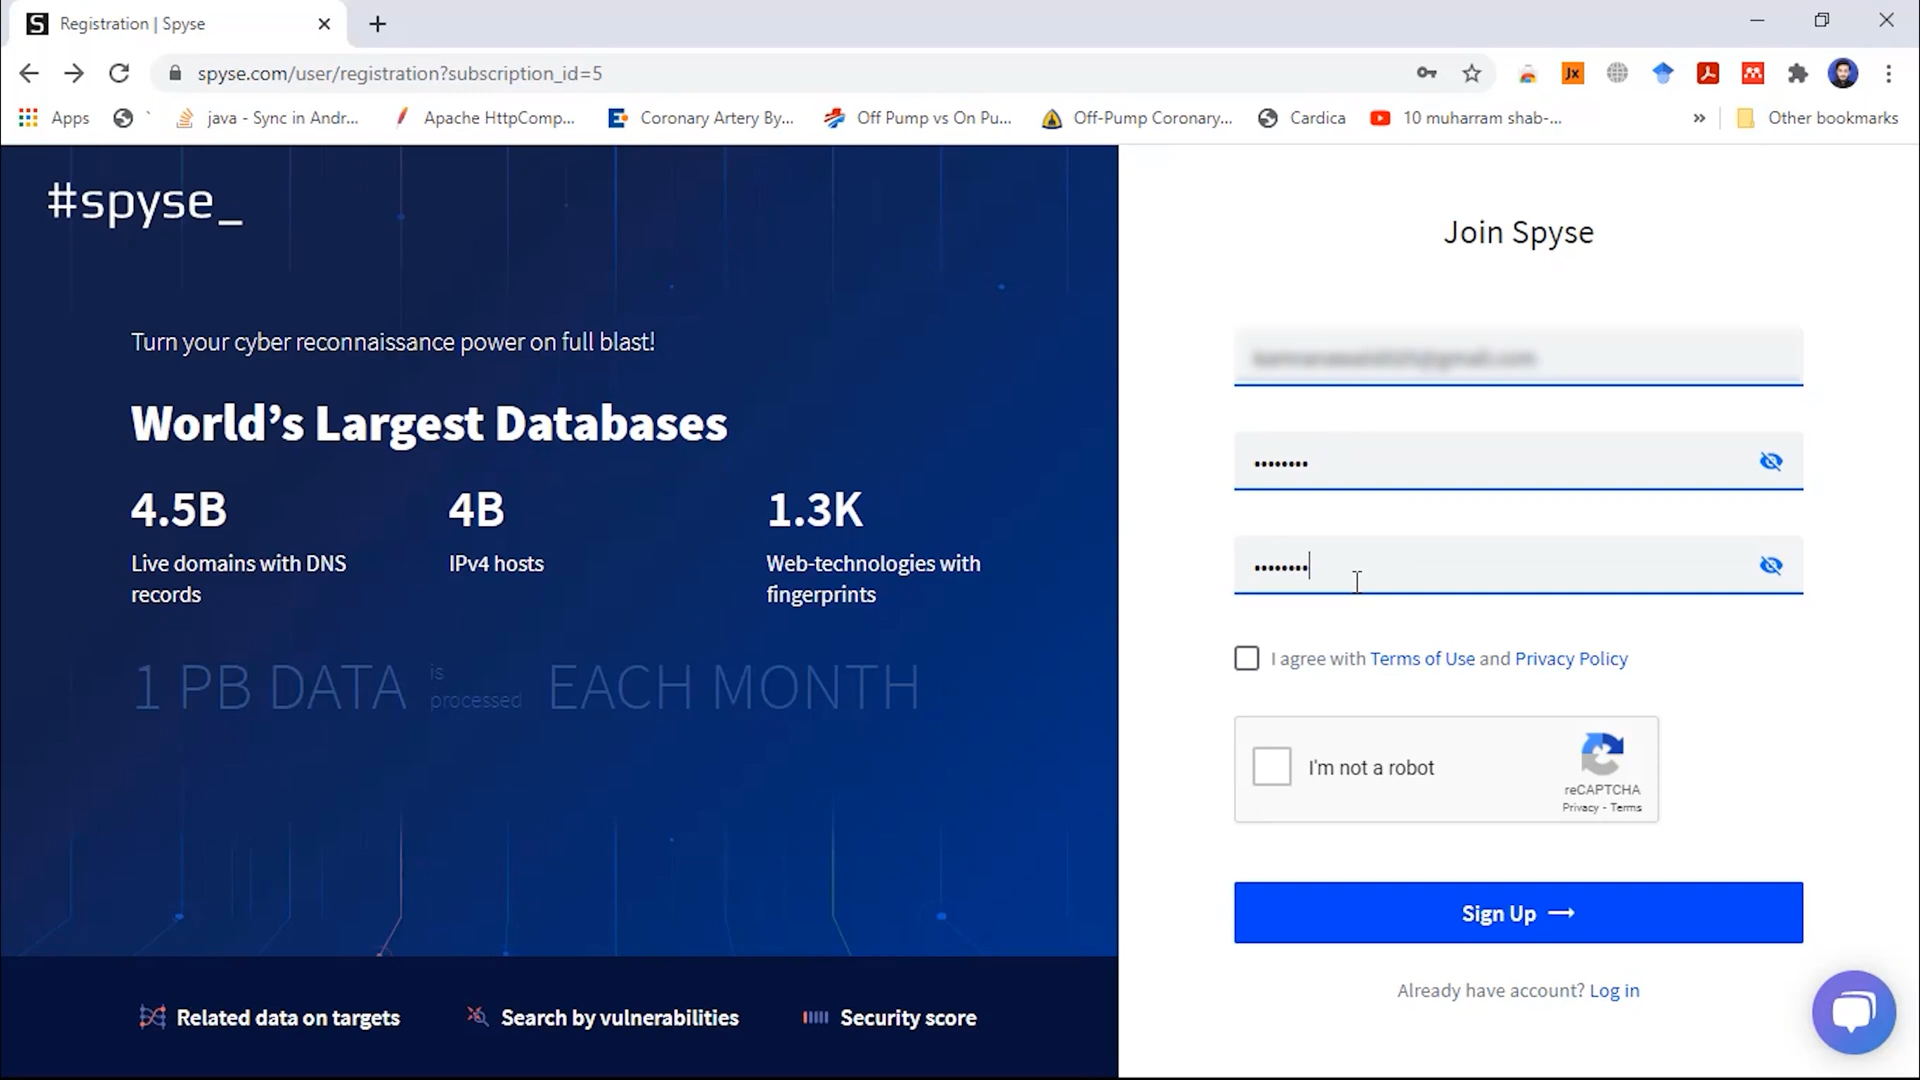 Registration | Spyse
spyse.com/user/registration?subscription_id=5
Apps
java - Sync in Andr...
Apache HttpComp...
Coronary Artery By...
Off Pump vs On Pu...
Off-Pump Coronary...
Cardica
10 muharram shab-...
»
Other bookmarks
#spyse_
Turn your cyber reconnaissance power on full blast!
World's Largest Databases
4.5B
Live domains with DNS
records
4B
IPv4 hosts
1.3K
Web-technologies with
fingerprints
1 PB DATA is processed EACH MONTH
Related data on targets
Search by vulnerabilities
Security score
Join Spyse
••••••••
••••••••
I agree with Terms of Use and Privacy Policy
I'm not a robot
reCAPTCHA
Privacy - Terms
Sign Up →
Already have account? Log in